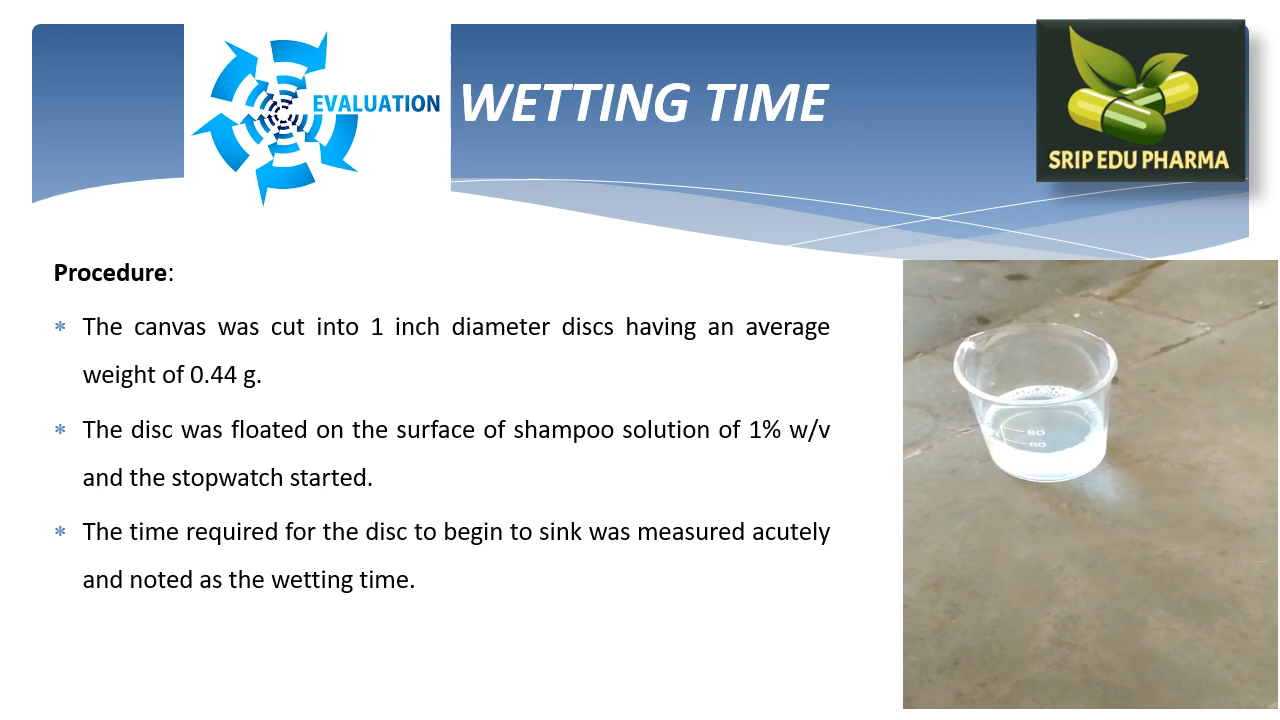 EVALUATION
WETTING TIME
SRIP EDU PHARMA
Procedure:
* The canvas was cut into 1 inch diameter discs having an average
weight of 0.44 g.
* The disc was floated on the surface of shampoo solution of 1% w/v
and the stopwatch started.
* The time required for the disc to begin to sink was measured acutely
and noted as the wetting time.
80
60